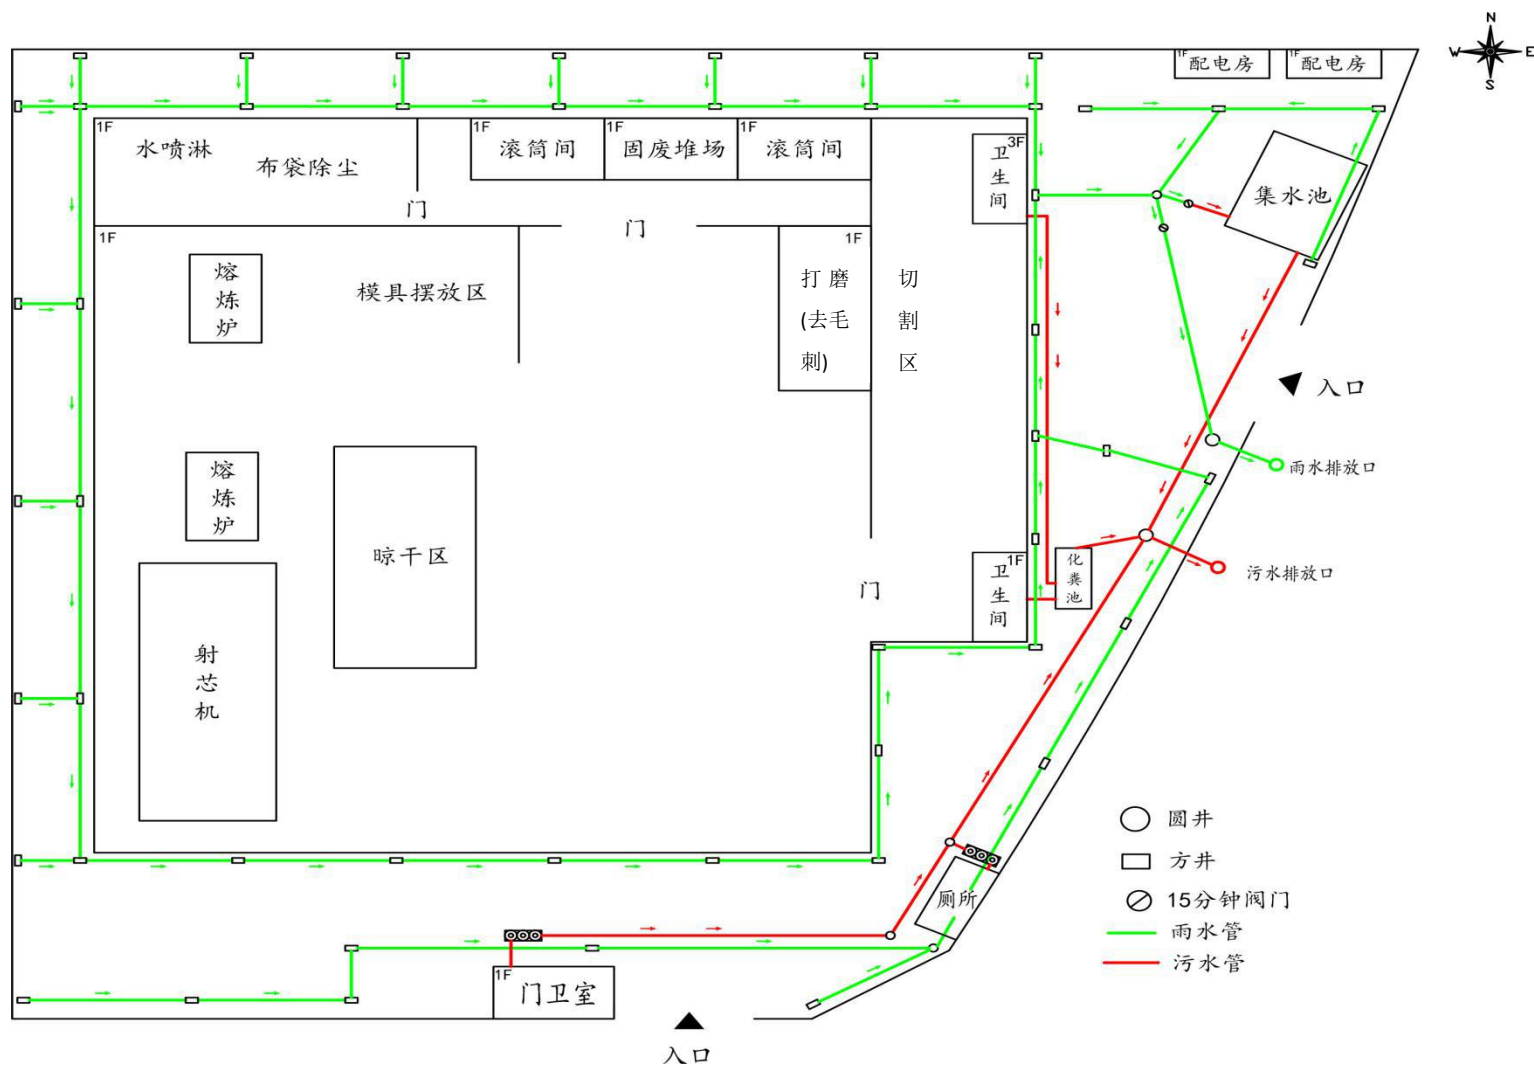 N
W
E
S
1F
配电房
1F
配电房
1F
水喷淋
布袋除尘
1F
滚筒间
1F
固废堆场
1F
滚筒间
3F
卫生间
集水池
门
门
1F
熔炼炉
模具摆放区
1F
打磨
(去毛
刺)
切割区
入口
雨水排放口
熔炼炉
晾干区
门
1F
卫生间
化粪池
污水排放口
射芯机
圆井
方井
15分钟阀门
雨水管
污水管
厕所
1F
门卫室
入口